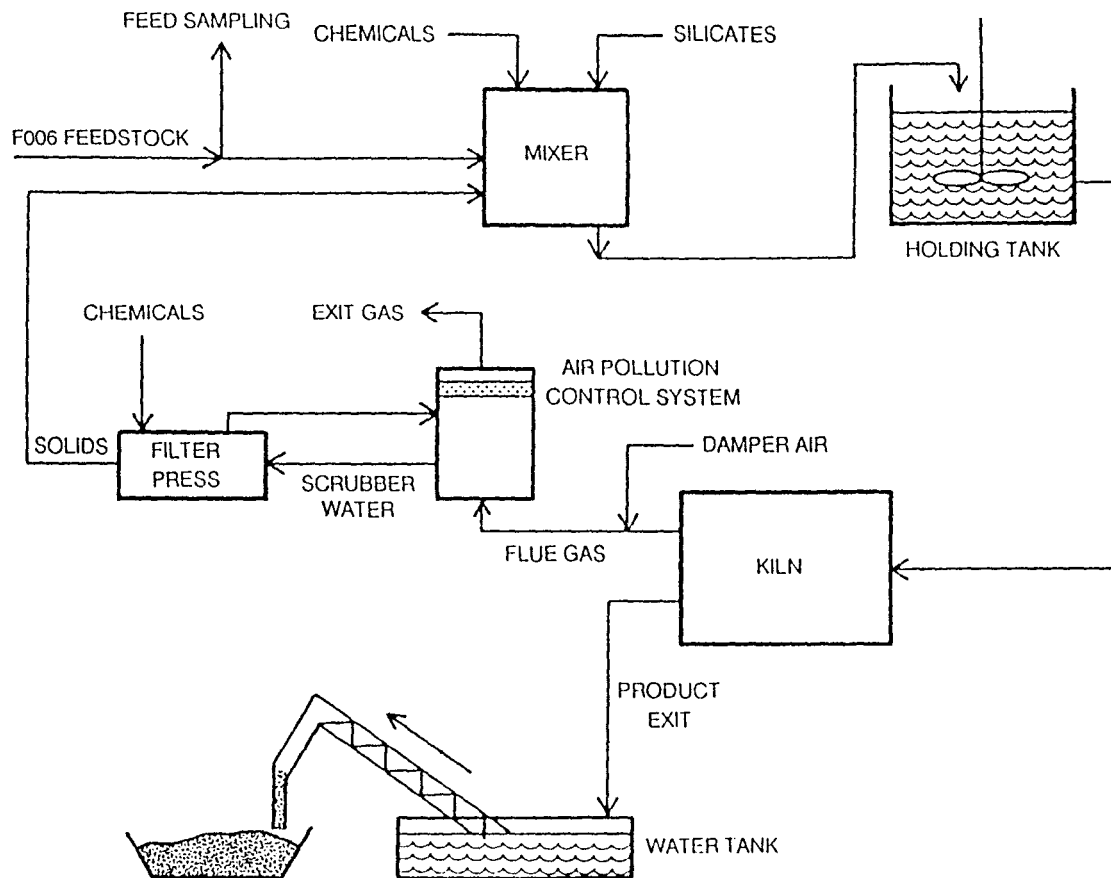 FEED SAMPLING
CHEMICALS
SILICATES
F006 FEEDSTOCK
MIXER
HOLDING TANK
CHEMICALS
EXIT GAS
AIR POLLUTION
CONTROL SYSTEM
SOLIDS
FILTER
PRESS
SCRUBBER
WATER
DAMPER AIR
FLUE GAS
KILN
PRODUCT
EXIT
WATER TANK